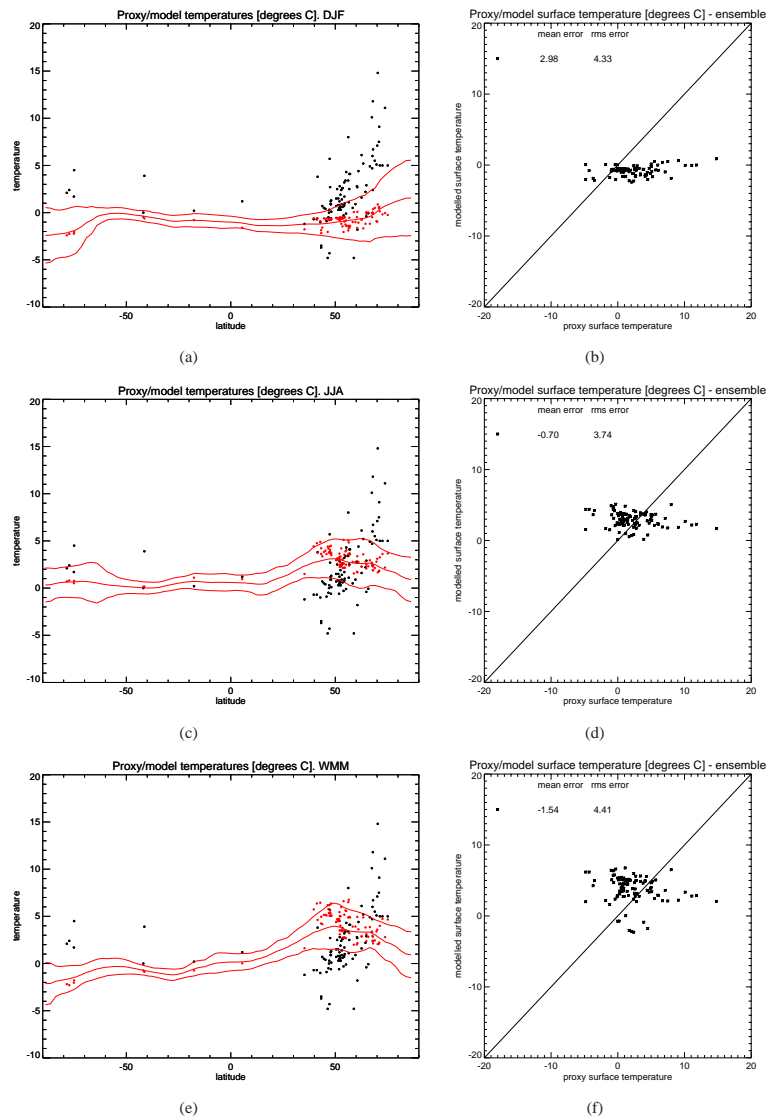 Proxy/model temperatures [degrees C]. DJF
20
15
10
5
0
-5
-10
temperature
-50
0
50
latitude
(a)
Proxy/model surface temperature [degrees C] - ensemble
mean error rms error
2.98 4.33
20
10
0
-10
-20
modelled surface temperature
-20
-10
0
10
20
proxy surface temperature
(b)
Proxy/model temperatures [degrees C]. JJA
20
15
10
5
0
-5
-10
temperature
-50
0
50
latitude
(c)
Proxy/model surface temperature [degrees C] - ensemble
mean error rms error
-0.70 3.74
20
10
0
-10
-20
modelled surface temperature
-20
-10
0
10
20
proxy surface temperature
(d)
Proxy/model temperatures [degrees C]. WMM
20
15
10
5
0
-5
-10
temperature
-50
0
50
latitude
(e)
Proxy/model surface temperature [degrees C] - ensemble
mean error rms error
-1.54 4.41
20
10
0
-10
-20
modelled surface temperature
-20
-10
0
10
20
proxy surface temperature
(f)